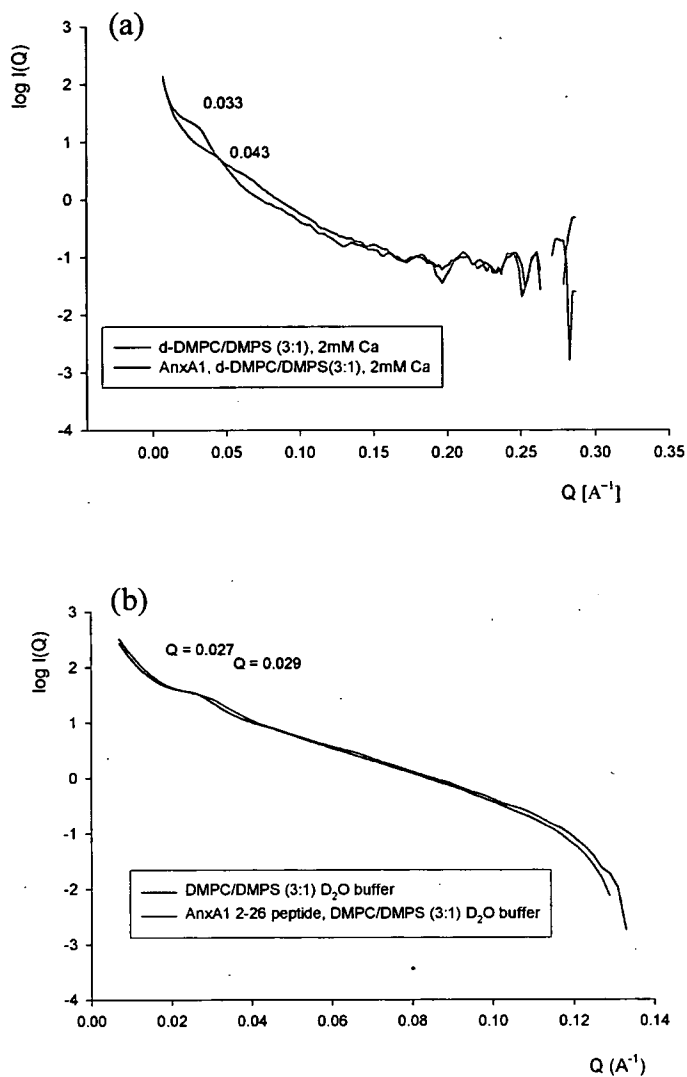 (a)
log I(Q)
3
2
1
0
-1
-2
-3
-4
0.033
0.043
d-DMPC/DMPS (3:1), 2mM Ca
AnxA1, d-DMPC/DMPS(3:1), 2mM Ca
0.00 0.05 0.10 0.15 0.20 0.25 0.30 0.35
Q [A⁻¹]
(b)
log I(Q)
3
2
1
0
-1
-2
-3
-4
Q = 0.027
Q = 0.029
DMPC/DMPS (3:1) D₂O buffer
AnxA1 2-26 peptide, DMPC/DMPS (3:1) D₂O buffer
0.00 0.02 0.04 0.06 0.08 0.10 0.12 0.14
Q (A⁻¹)